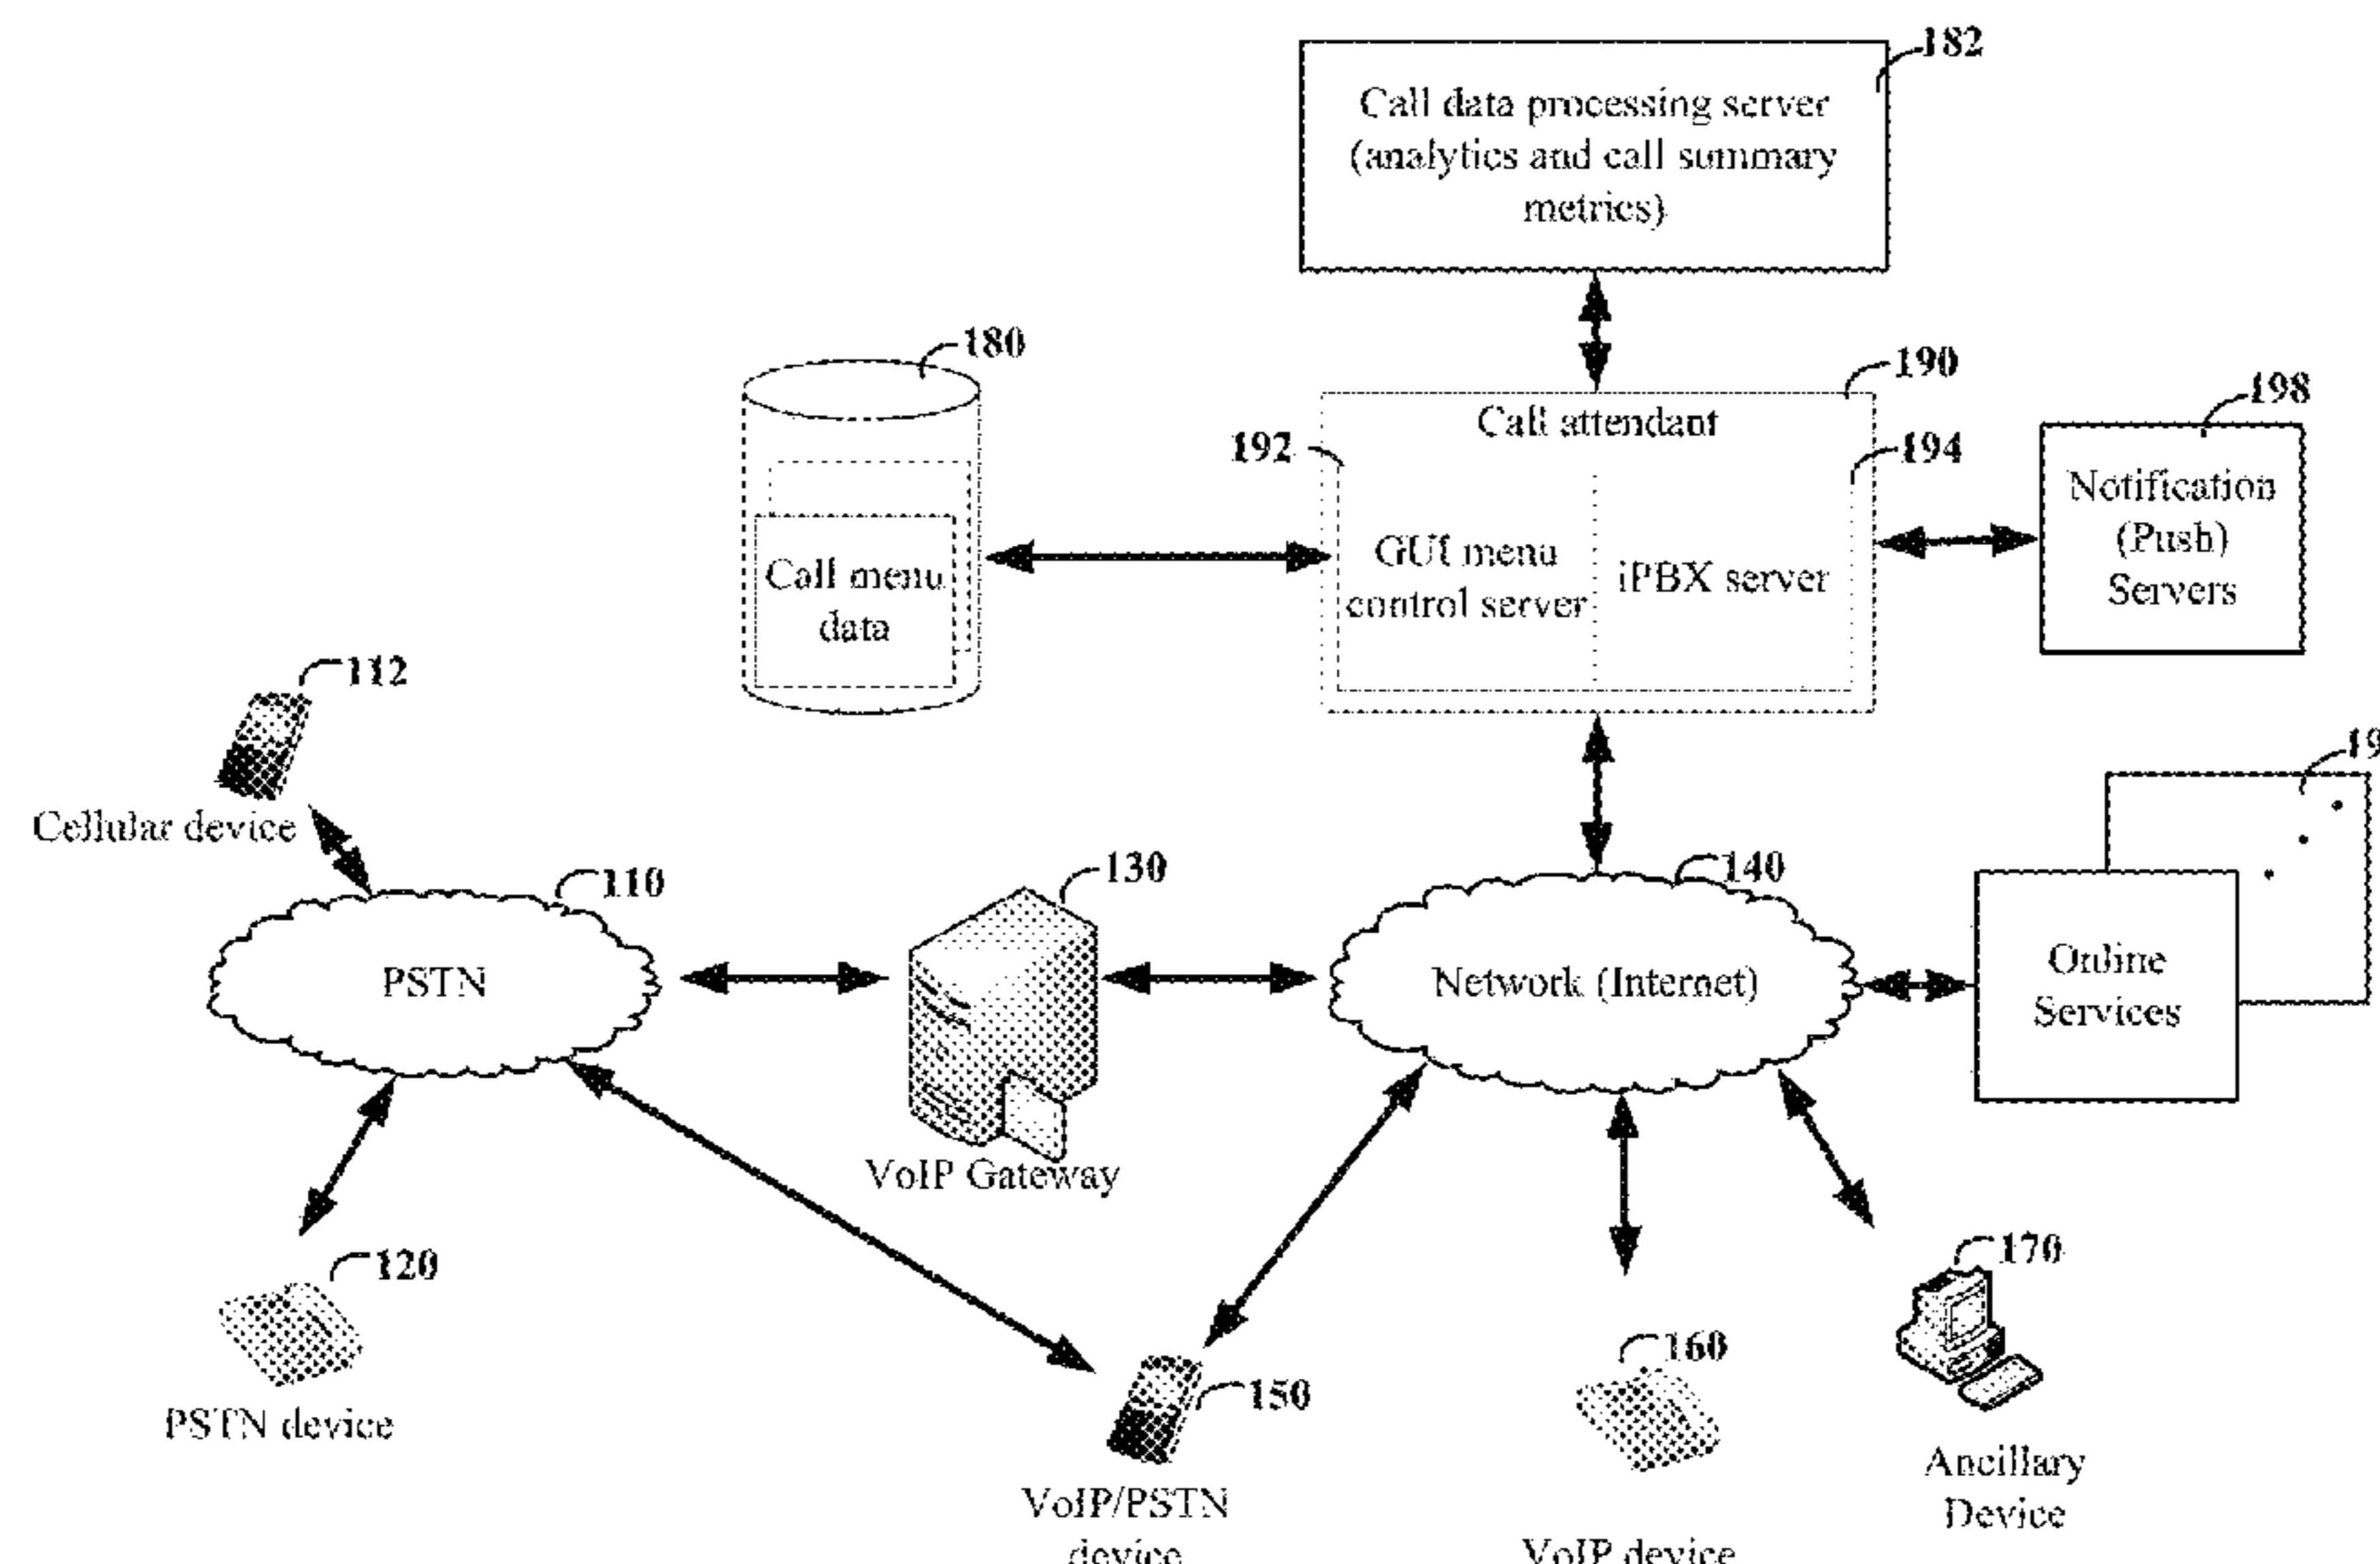 182
Call data processing server
(analytics and call summary
metrics)
180
190
198
Call attendant
192
194
Notification
(Push)
Servers
GUI menu
control server
iPBX server
Call menu
data
112
Cellular device
19
110
130
140
PSTN
Network (Internet)
Online
Services
VoIP Gateway
120
170
160
150
PSTN device
Ancillary
Device
VoIP/PSTN
device
VoIP device